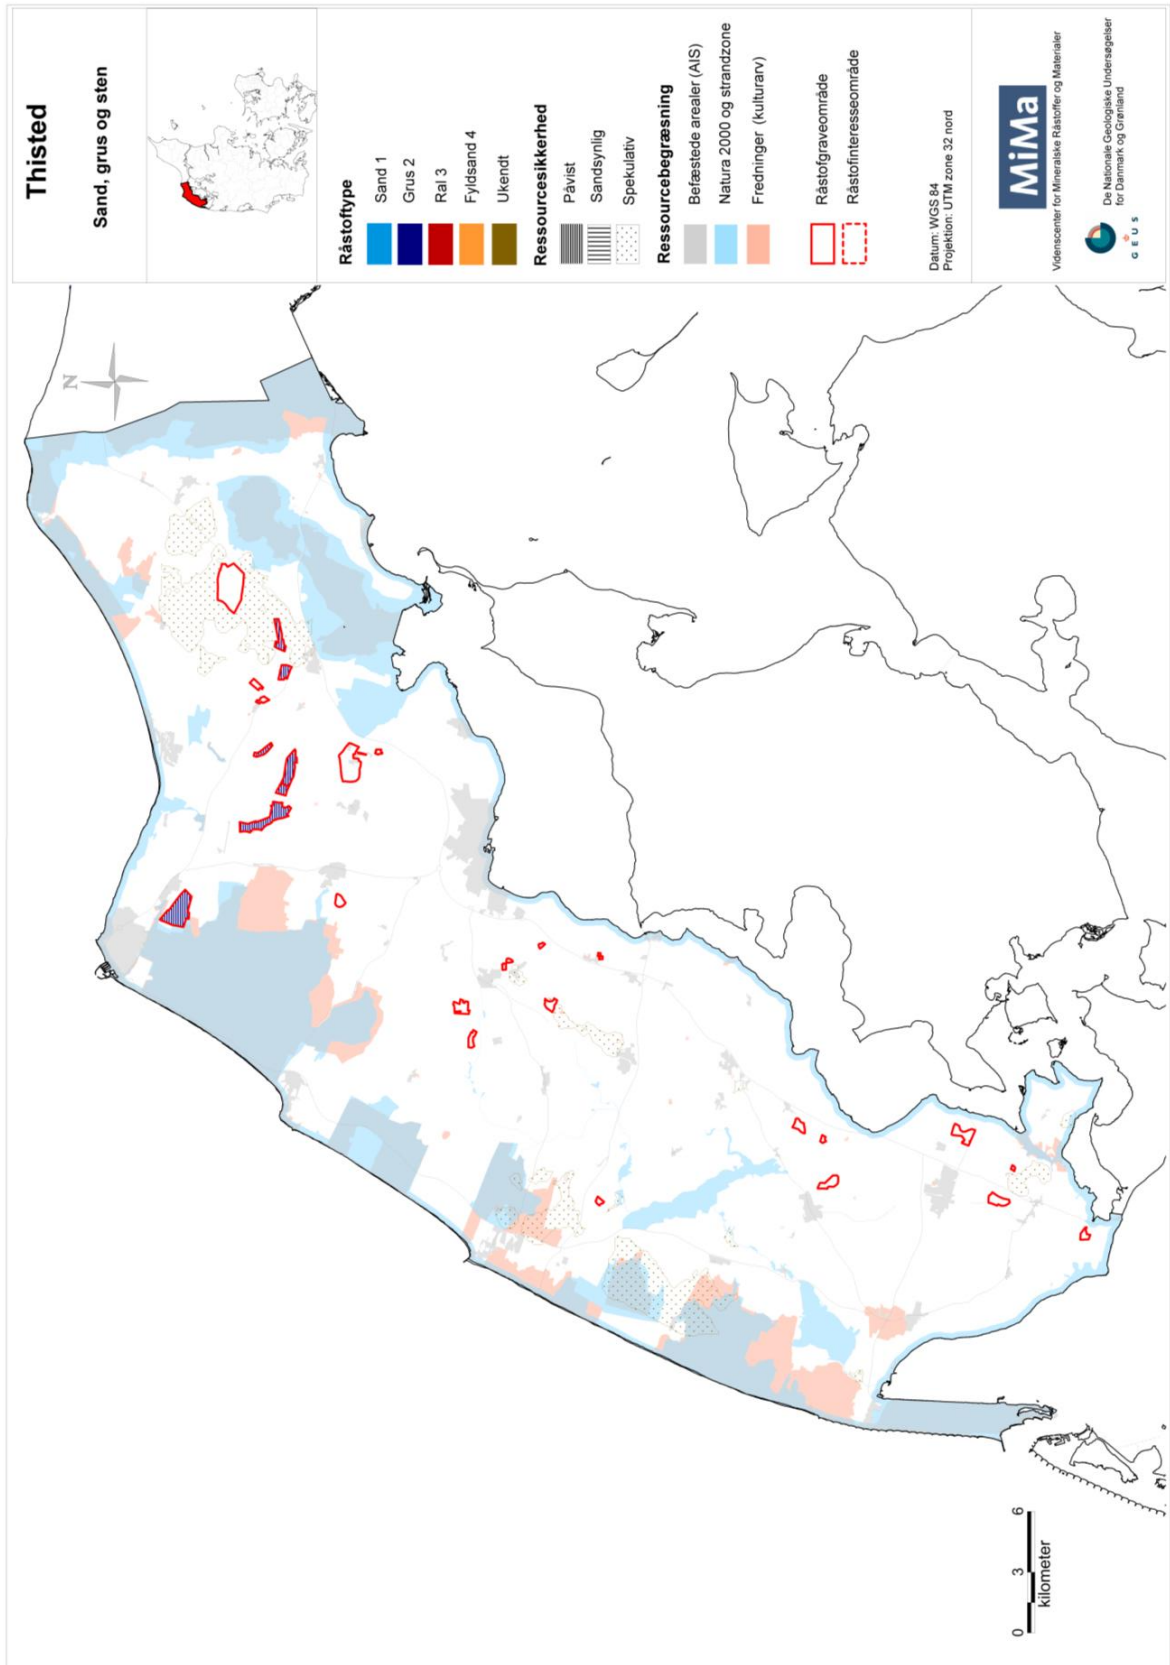 Thisted
Sand, grus og sten
Råstoftype
Sand 1
Grus 2
Ral 3
Fyldsand 4
Ukendt
Ressourcesikkerhed
Påvist
Sandsynlig
Spekulativ
Ressourcebegræsning
Befæstede arealer (AIS)
Natura 2000 og strandzone
Fredninger (kulturarv)
Råstofgraveområde
Råstofinteresseområde
Datum: WGS 84
Projektion: UTM zone 32 nord
MiMa
Videnscenter for Mineralske Råstoffer og Materialer
GEUS
De Nationale Geologiske Undersøgelser
for Danmark og Grønland
N
0 3 6
kilometer